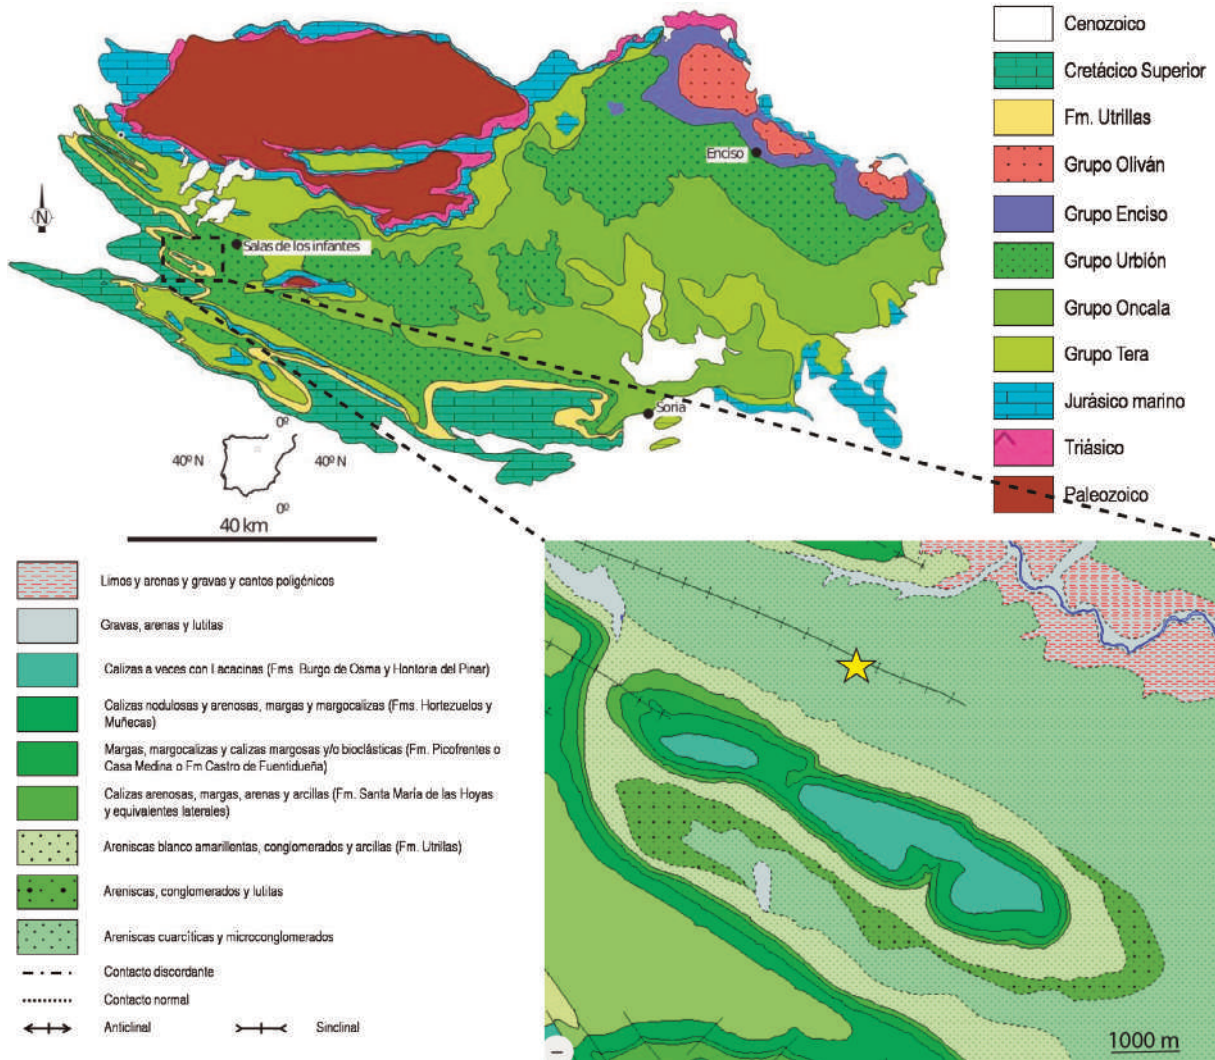 Cenozoico
Cretácico Superior
Fm. Utrillas
Grupo Oliván
Grupo Enciso
Grupo Urbión
Grupo Oncala
Grupo Tera
Jurásico marino
Triásico
Paleozoico
Enciso
N
Salas de los infantes
Soria
0º
40º N
40º N
0º
40 km
Limos y arenas y gravas y cantos poligénicos
Gravas, arenas y lutitas
Calizas a veces con Lacacinas (Fms. Burgo de Osma y Hontoria del Pinar)
Calizas nodulosas y arenosas, margas y margocalizas (Fms. Hortezuelos y
Muñecas)
Margas, margocalizas y calizas margosas y/o bioclásticas (Fm. Picofrentes o
Casa Medina o Fm Castro de Fuentidueña)
Calizas arenosas, margas, arenas y arcillas (Fm. Santa María de las Hoyas
y equivalentes laterales)
Areniscas blanco amarillentas, conglomerados y arcillas (Fm. Utrillas)
Areniscas, conglomerados y lutitas
Areniscas cuarcíticas y microconglomerados
Contacto discordante
Contacto normal
Anticlinal
Sinclinal
1000 m